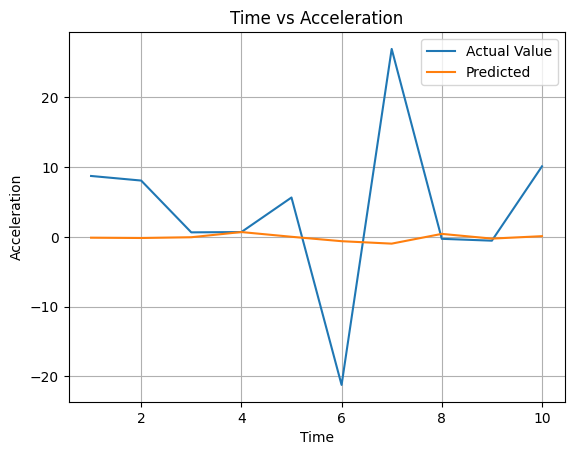 Time vs Acceleration
Actual Value
Predicted
20
10
0
−10
−20
Acceleration
2 4 6 8 10
Time